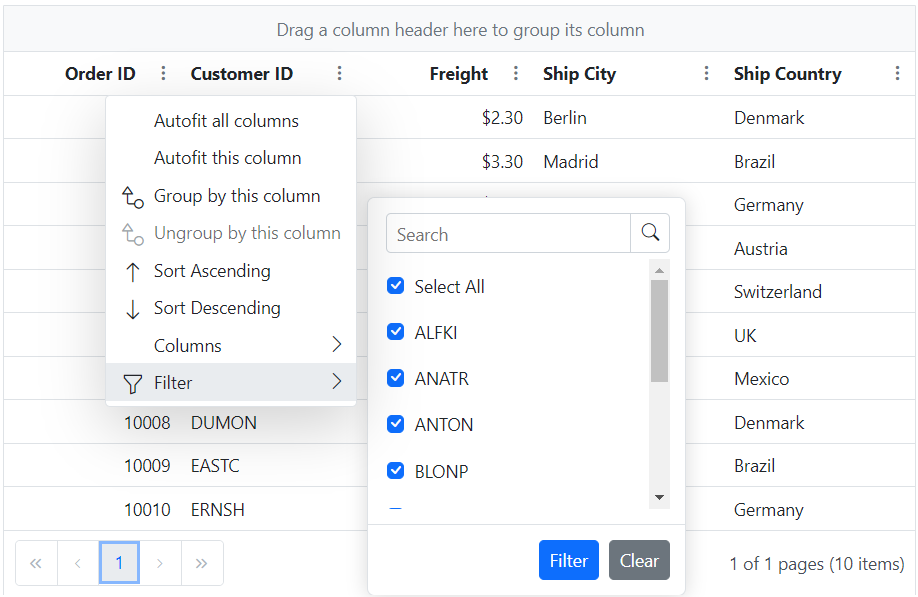 Drag a column header here to group its column
Order ID Customer ID Freight Ship City Ship Country
Autofit all columns
Autofit this column
Group by this column
Ungroup by this column
Sort Ascending
Sort Descending
Columns
Filter
$2.30 Berlin Denmark
$3.30 Madrid Brazil
Germany
Austria
Switzerland
UK
Mexico
10008 DUMON Denmark
10009 EASTC Brazil
10010 ERNSH Germany
Search
Select All
ALFKI
ANATR
ANTON
BLONP
Filter Clear
« ‹ 1 › »
1 of 1 pages (10 items)